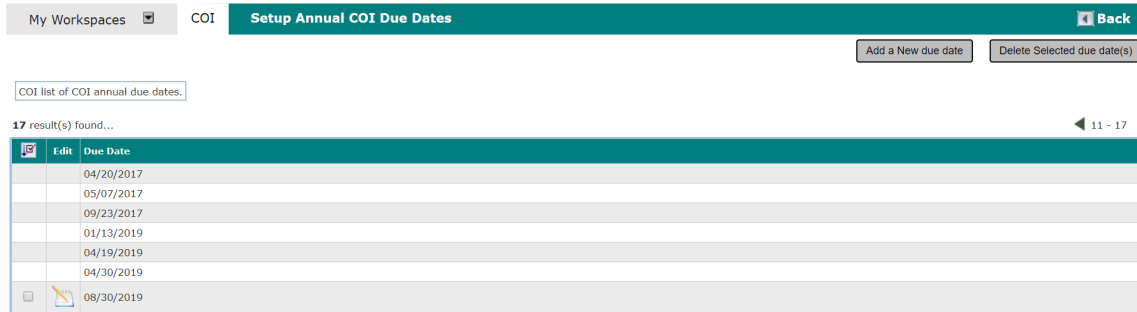 My Workspaces COI Setup Annual COI Due Dates Back
Add a New due date Delete Selected due date(s)
COI list of COI annual due dates.
17 result(s) found... 11 - 17
Edit Due Date
04/20/2017
05/07/2017
09/23/2017
01/13/2019
04/19/2019
04/30/2019
08/30/2019